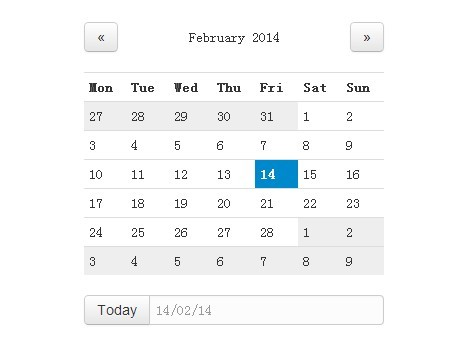 « February 2014 »
Mon Tue Wed Thu Fri Sat Sun
27 28 29 30 31 1 2
3 4 5 6 7 8 9
10 11 12 13 14 15 16
17 18 19 20 21 22 23
24 25 26 27 28 1 2
3 4 5 6 7 8 9
Today 14/02/14